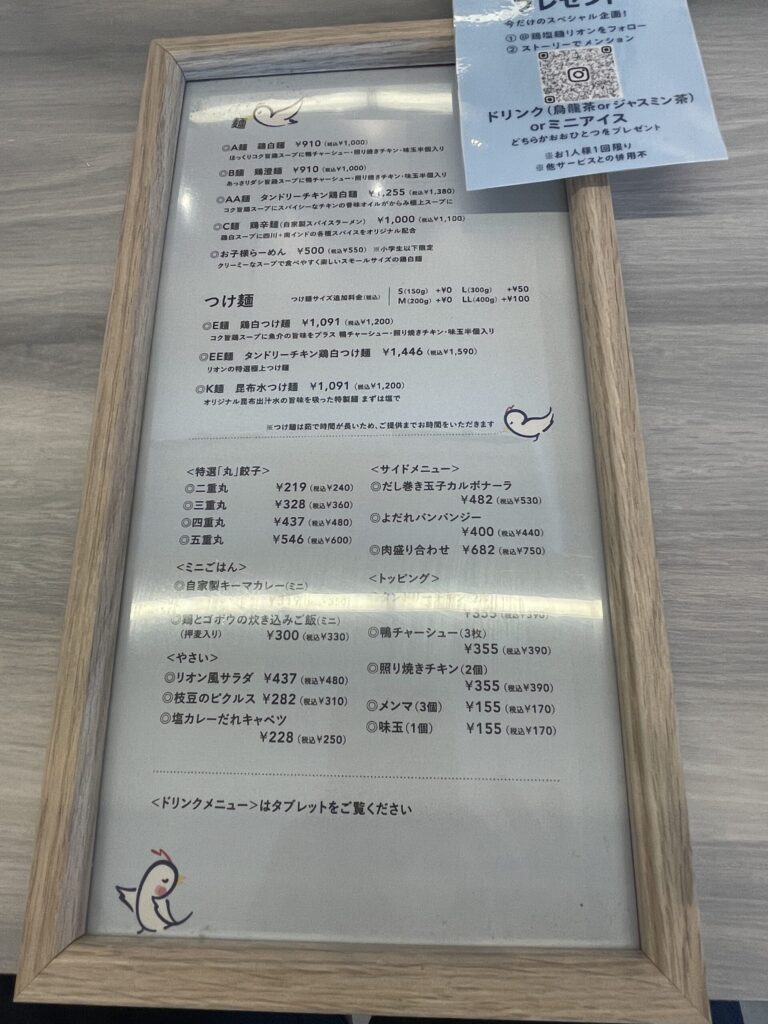 プレゼント
今だけのスペシャル企画!
① @鶏塩麺リオンをフォロー
② ストーリーでメンション
ドリンク(烏龍茶orジャスミン茶)
orミニアイス
どちらかおひとつをプレゼント
※お1人様1回限り
※他サービスとの併用不
麺
◎A麺 鶏白麺 ¥910(税込¥1,000)
ほっくりコク旨鶏スープに鴨チャーシュー・照り焼きチキン・味玉半個入り
◎B麺 鶏澄麺 ¥910(税込¥1,000)
あっさりダシ旨鶏スープに鴨チャーシュー・照り焼きチキン・味玉半個入り
◎AA麺 タンドリーチキン鶏白麺 ¥1,255(税込¥1,380)
コク旨鶏スープにスパイシーなチキンの香味オイルがからみ極上スープに
◎C麺 鶏辛麺(自家製スパイスラーメン) ¥1,000(税込¥1,100)
鶏白スープに四川+南インドの各種スパイスをオリジナル配合
◎お子様らーめん ¥500(税込¥550) ※小学生以下限定
クリーミーなスープで食べやすく楽しいスモールサイズの鶏白麺
つけ麺 つけ麺サイズ追加料金(税込)
S(150g) +¥0 L(300g) +¥50
M(200g) +¥0 LL(400g) +¥100
◎E麺 鶏白つけ麺 ¥1,091(税込¥1,200)
コク旨鶏スープに魚介の旨味をプラス 鴨チャーシュー・照り焼きチキン・味玉半個入り
◎EE麺 タンドリーチキン鶏白つけ麺 ¥1,446(税込¥1,590)
リオンの特選極上つけ麺
◎K麺 昆布水つけ麺 ¥1,091(税込¥1,200)
オリジナル昆布出汁水の旨味を吸った特製麺 まずは塩で
※つけ麺は茹で時間が長いため、ご提供までお時間をいただきます
<特選「丸」餃子>
◎二重丸 ¥219(税込¥240)
◎三重丸 ¥328(税込¥360)
◎四重丸 ¥437(税込¥480)
◎五重丸 ¥546(税込¥600)
<ミニごはん>
◎自家製キーマカレー(ミニ)
◎鶏とゴボウの炊き込みご飯(ミニ)
(押麦入り) ¥300(税込¥330)
<やさい>
◎リオン風サラダ ¥437(税込¥480)
◎枝豆のピクルス ¥282(税込¥310)
◎塩カレーだれキャベツ
¥228(税込¥250)
<サイドメニュー>
◎だし巻き玉子カルボナーラ
¥482(税込¥530)
◎よだれバンバンジー
¥400(税込¥440)
◎肉盛り合わせ ¥682(税込¥750)
<トッピング>
¥355(税込¥390)
◎鴨チャーシュー(3枚)
¥355(税込¥390)
◎照り焼きチキン(2個)
¥355(税込¥390)
◎メンマ(3個) ¥155(税込¥170)
◎味玉(1個) ¥155(税込¥170)
<ドリンクメニュー>はタブレットをご覧ください